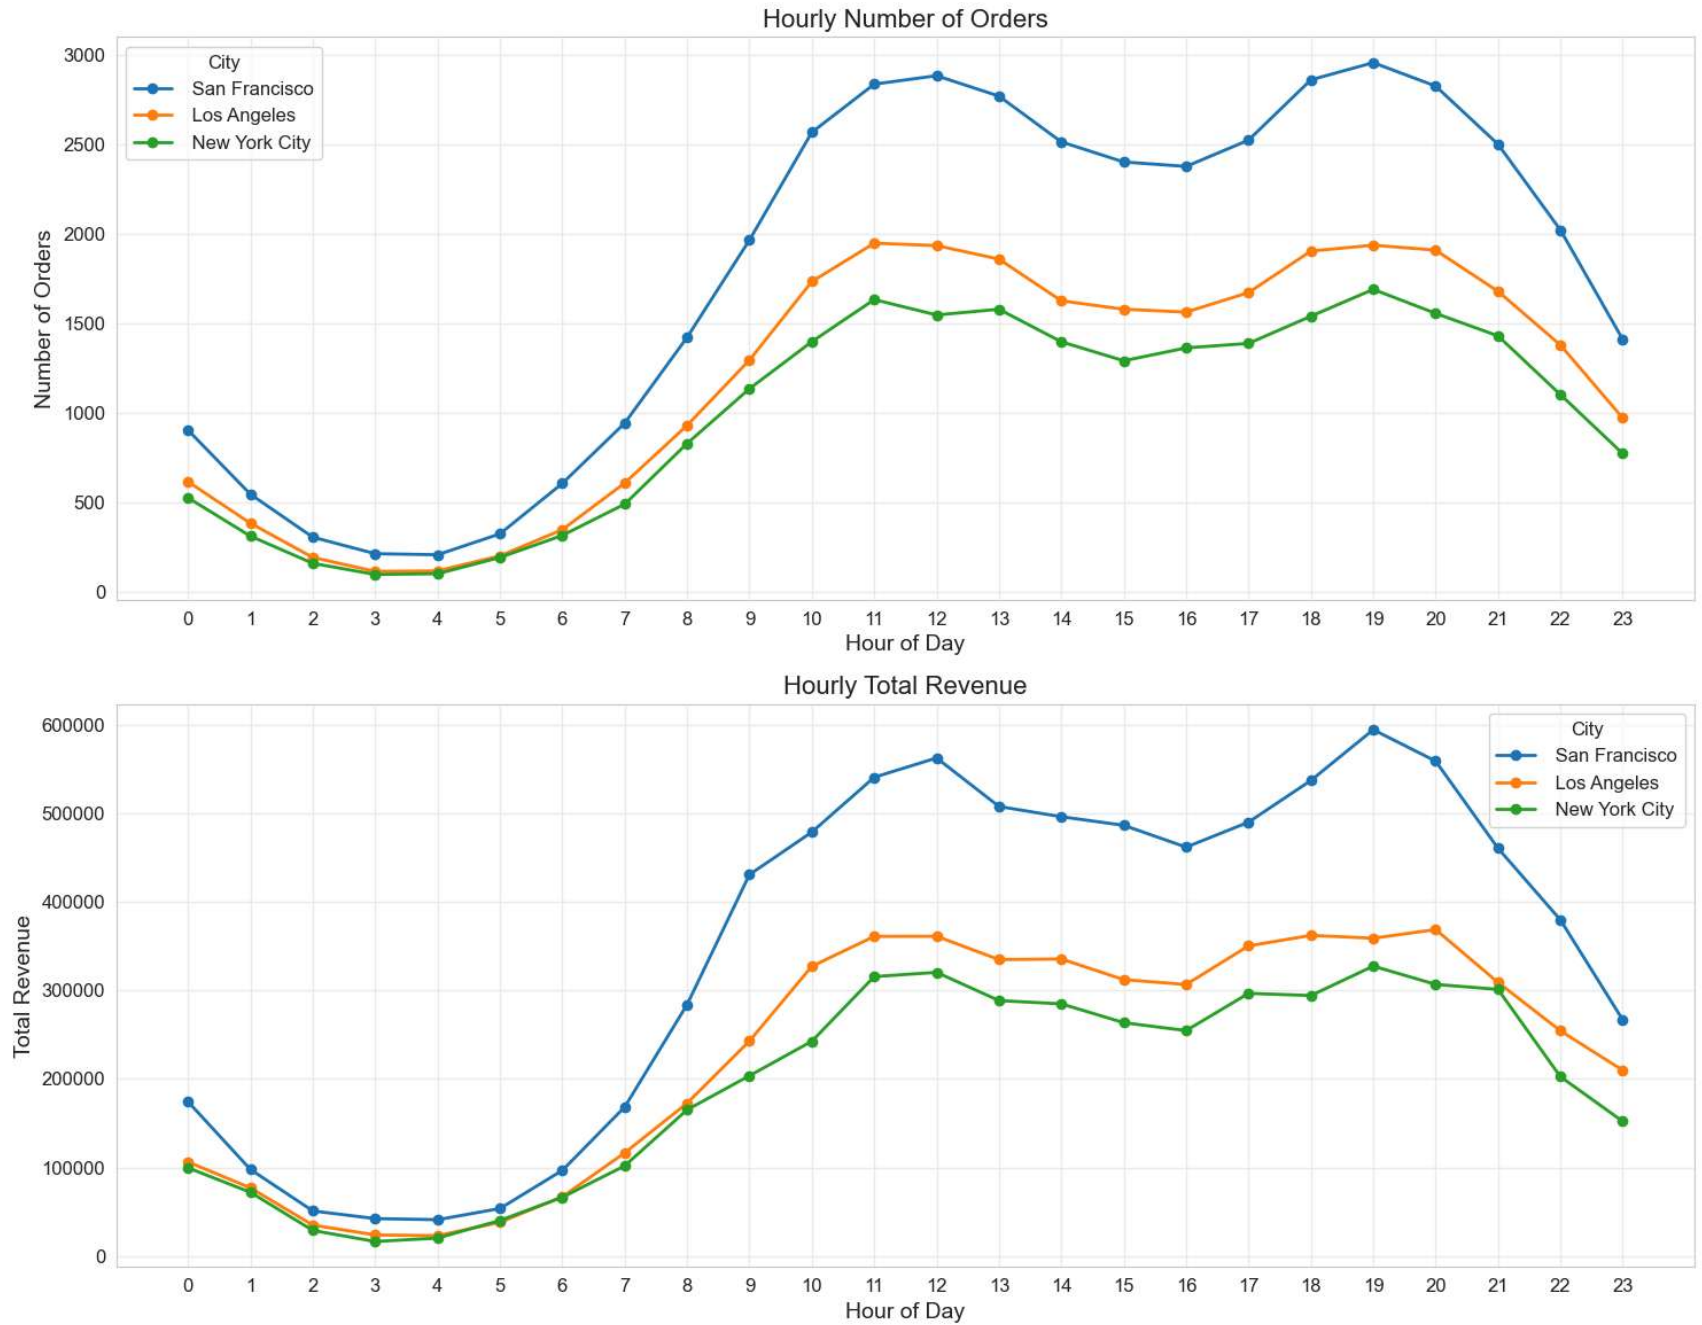 Hourly Number of Orders
City
San Francisco
Los Angeles
New York City
Number of Orders
3000
2500
2000
1500
1000
500
0
0 1 2 3 4 5 6 7 8 9 10 11 12 13 14 15 16 17 18 19 20 21 22 23
Hour of Day
Hourly Total Revenue
City
San Francisco
Los Angeles
New York City
Total Revenue
600000
500000
400000
300000
200000
100000
0
0 1 2 3 4 5 6 7 8 9 10 11 12 13 14 15 16 17 18 19 20 21 22 23
Hour of Day